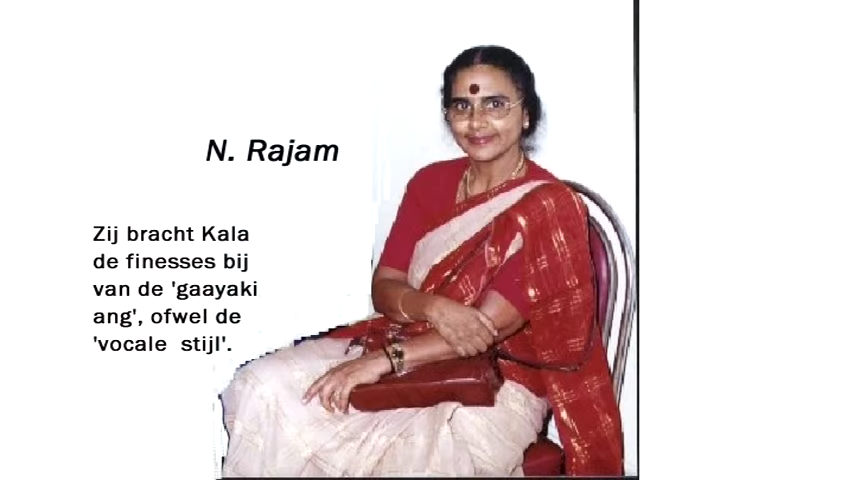 N. Rajam
Zij bracht Kala
de finesses bij
van de 'gaayaki
ang', ofwel de
'vocale stijl'.